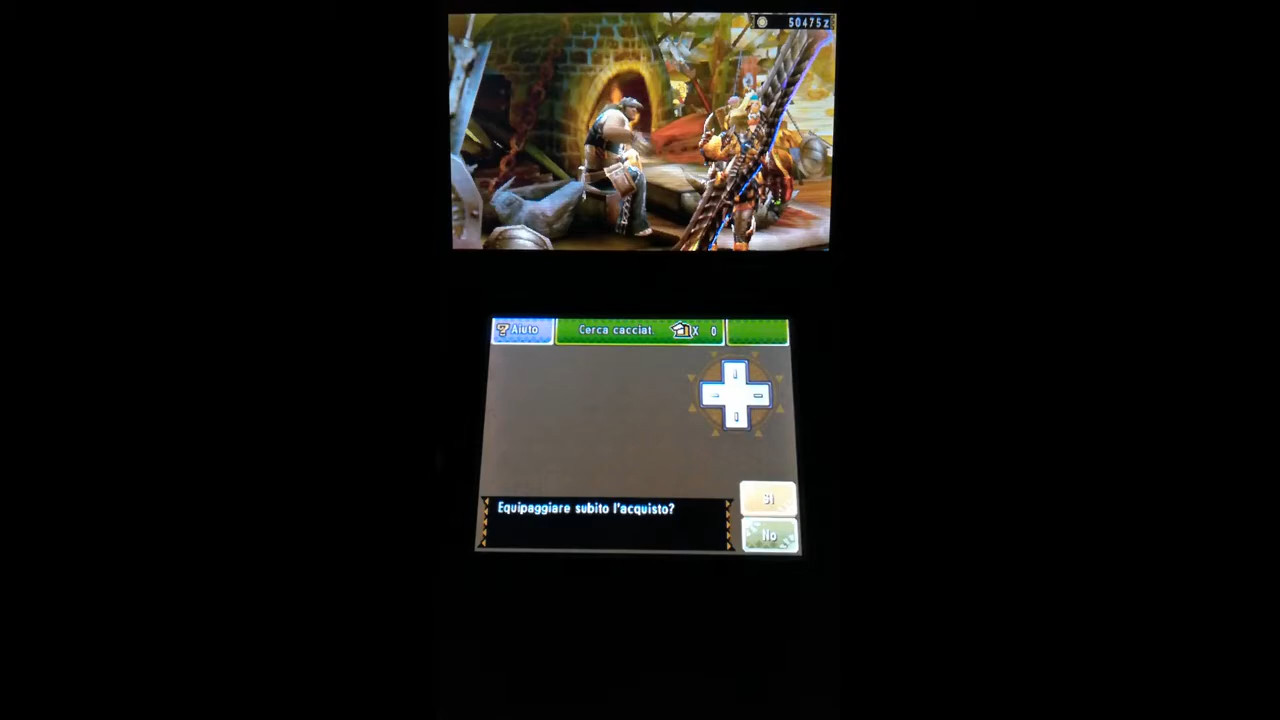 50475z
Aiuto
Cerca cacciat. X 0
Equipaggiare subito l'acquisto?
Sì
No